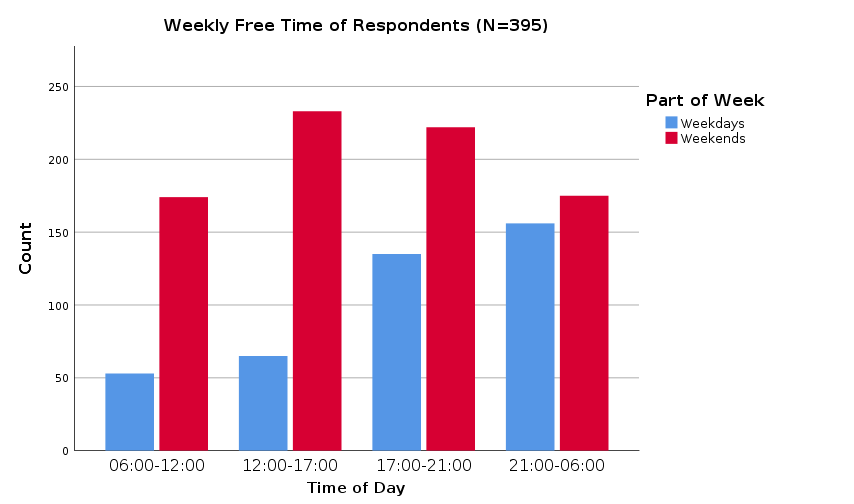 Weekly Free Time of Respondents (N=395)
250
200
150
100
50
0
Count
06:00-12:00 12:00-17:00 17:00-21:00 21:00-06:00
Time of Day
Part of Week
Weekdays
Weekends